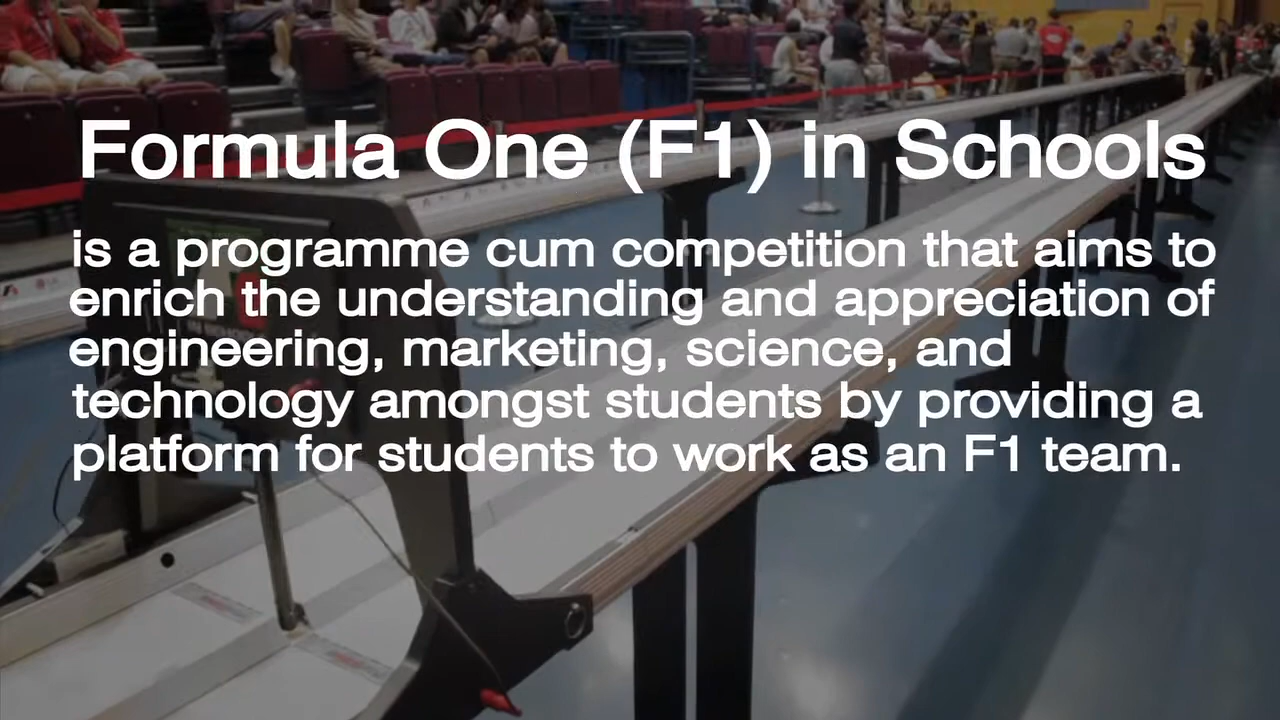 Formula One (F1) in Schools
is a programme cum competition that aims to
enrich the understanding and appreciation of
engineering, marketing, science, and
technology amongst students by providing a
platform for students to work as an F1 team.